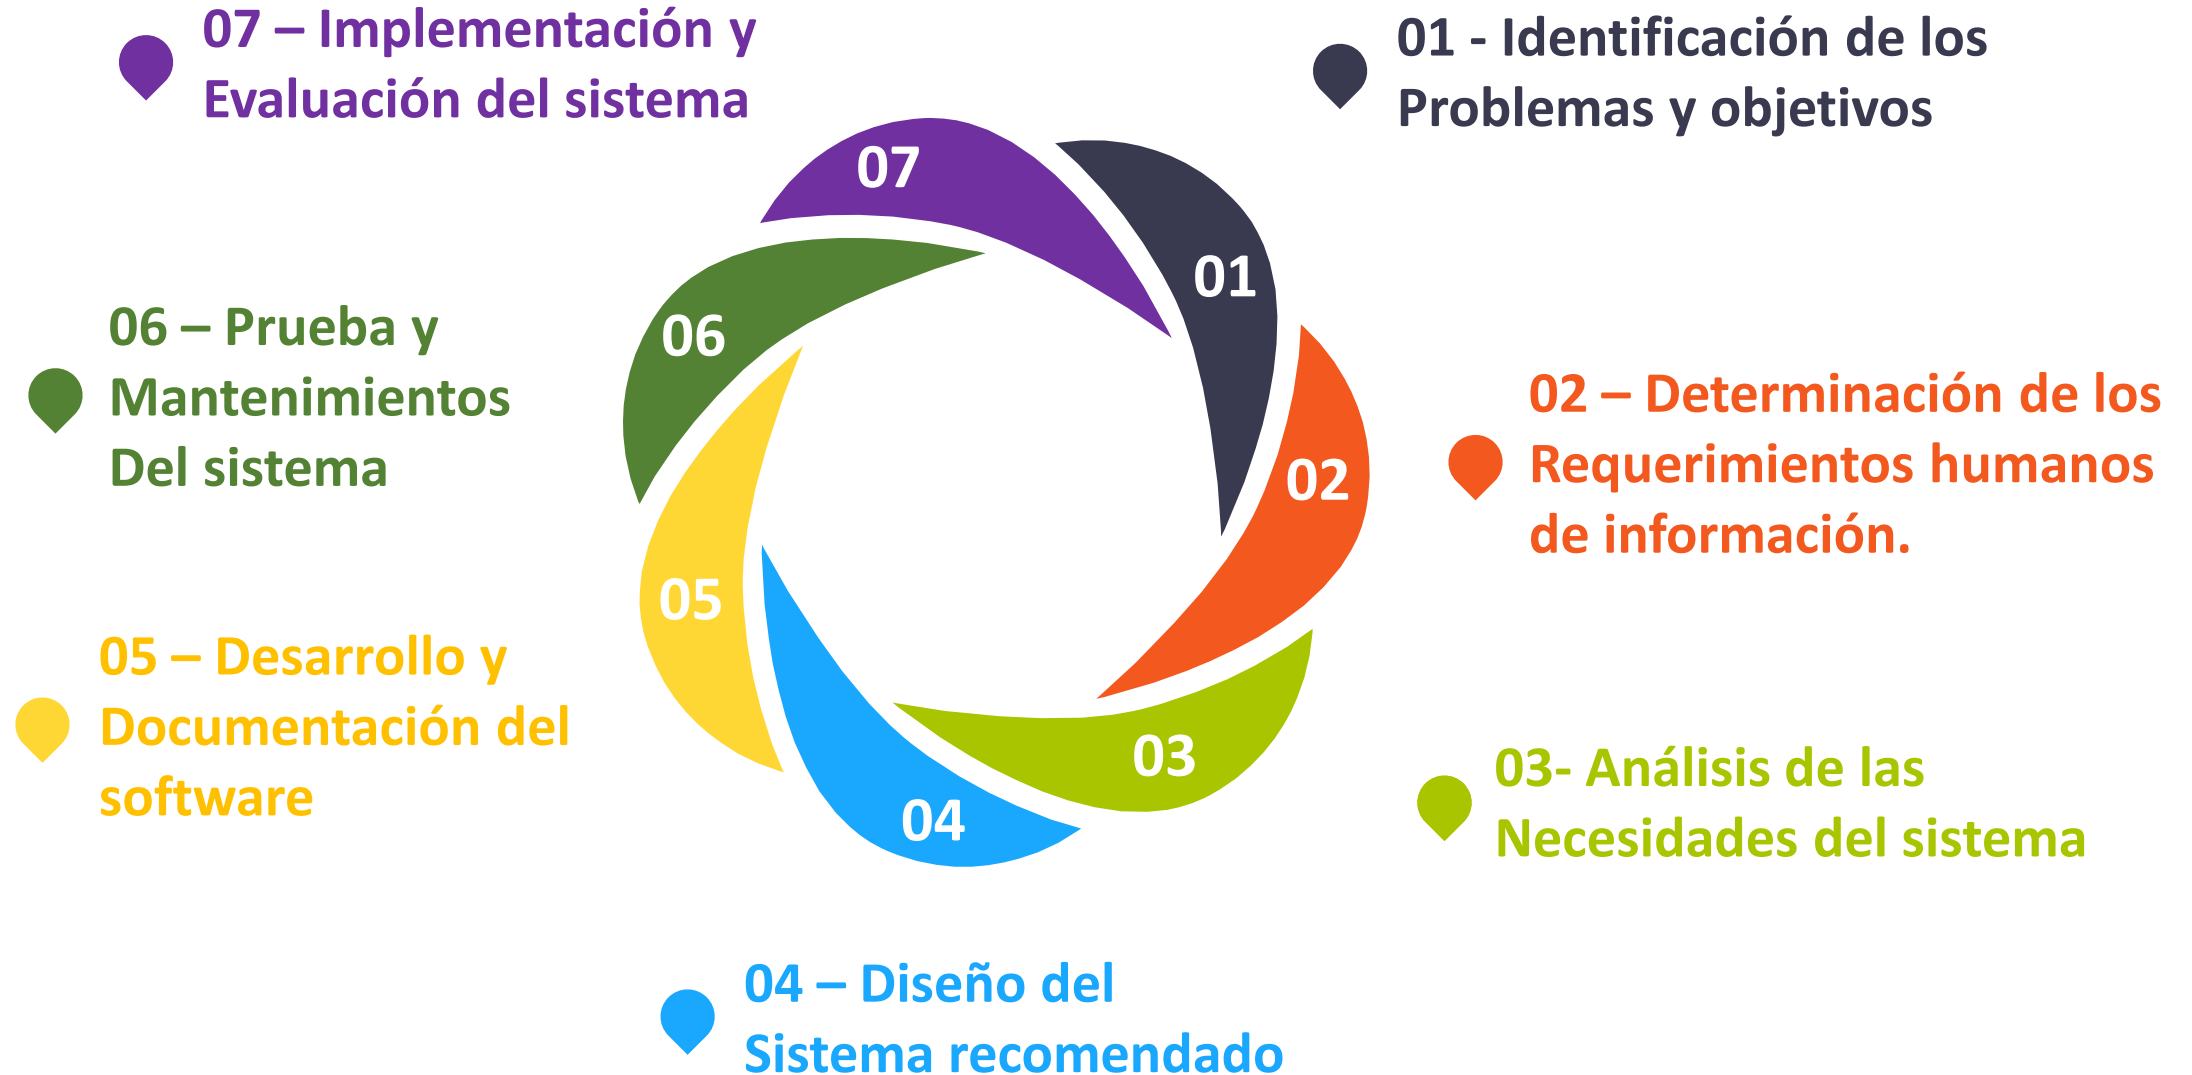 07 – Implementación y
Evaluación del sistema
01 - Identificación de los
Problemas y objetivos
07
01
06 – Prueba y
Mantenimientos
Del sistema
06
02 – Determinación de los
Requerimientos humanos
de información.
02
05 – Desarrollo y
Documentación del
software
05
03- Análisis de las
Necesidades del sistema
03
04
04 – Diseño del
Sistema recomendado